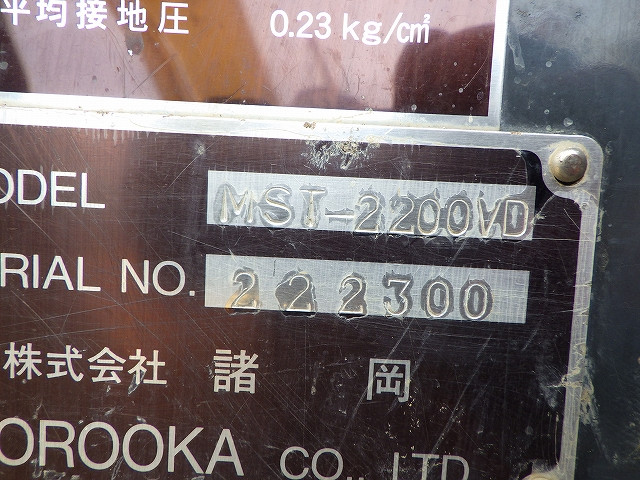 平均接地圧 0.23 kg/cm²
ODEL MST-2200VD
RIAL NO. 222300
株式会社 諸 岡
OROOKA CO., LTD